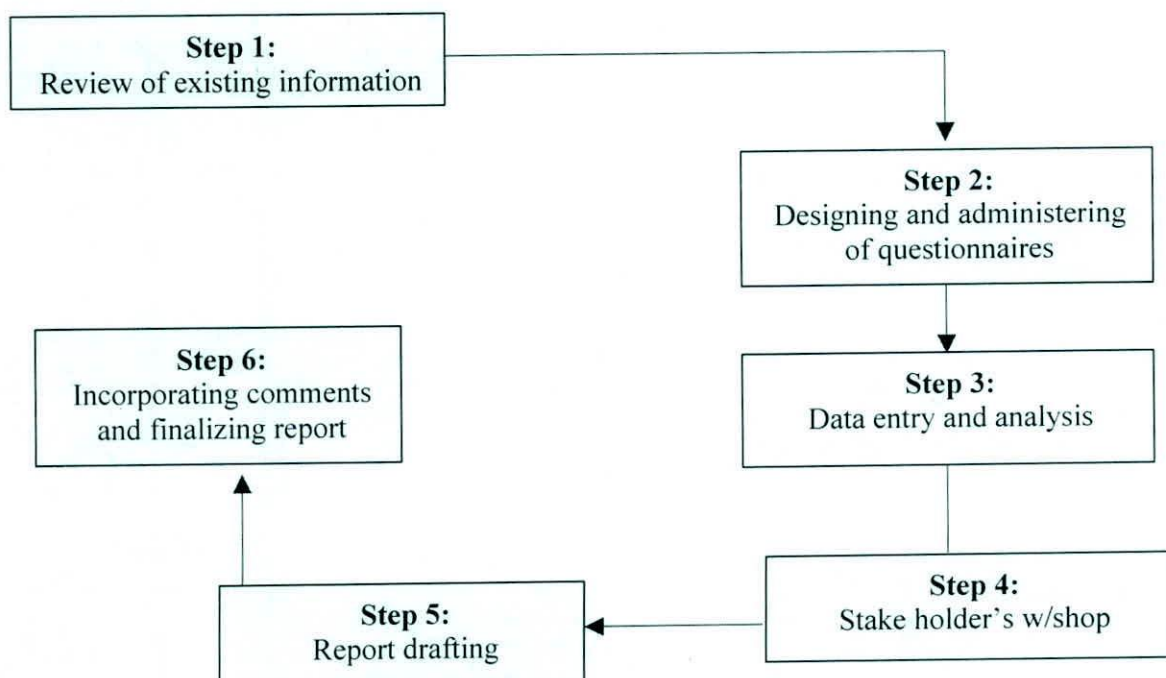 Step 1:
Review of existing information
Step 2:
Designing and administering
of questionnaires
Step 3:
Data entry and analysis
Step 4:
Stake holder's w/shop
Step 5:
Report drafting
Step 6:
Incorporating comments
and finalizing report